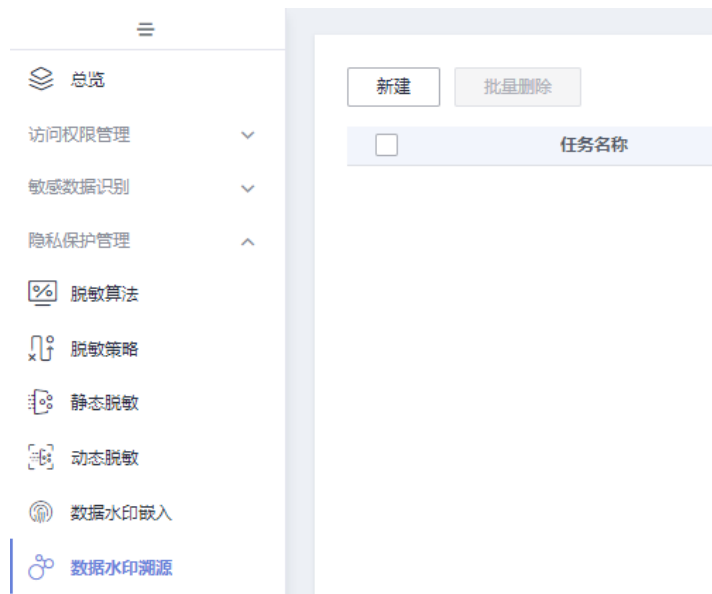 总览
访问权限管理
敏感数据识别
隐私保护管理
脱敏算法
脱敏策略
静态脱敏
动态脱敏
数据水印嵌入
数据水印溯源
新建 批量删除
任务名称